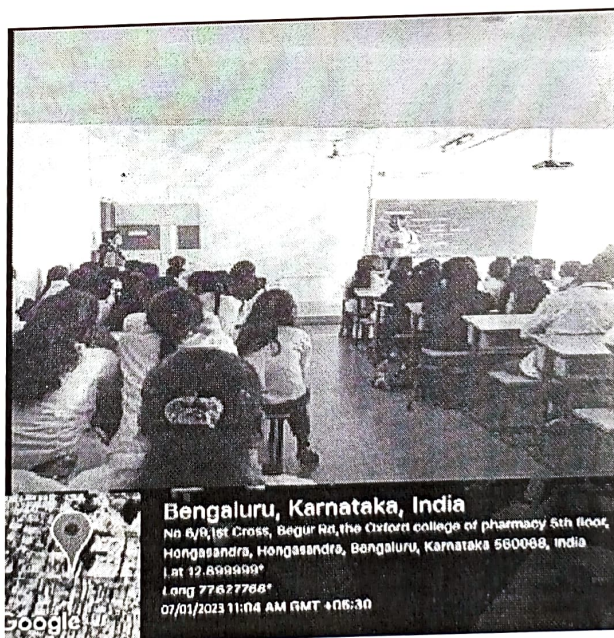 Bengaluru, Karnataka, India
No 6/9,1st Cross, Begur Rd,the Oxford college of pharmacy 5th floor,
Hongasandra, Hongasandra, Bengaluru, Karnataka 560068, India
Lat 12.899999°
Long 77.627768°
07/01/2023 11:04 AM GMT +05:30
Google